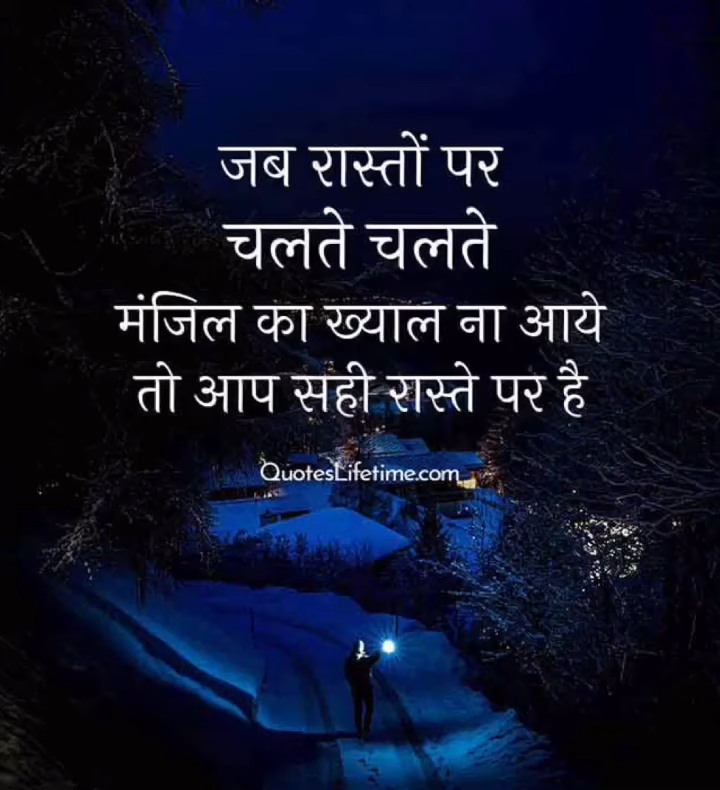 जब रास्तों पर
चलते चलते
मंजिल का ख्याल ना आये
तो आप सही रास्ते पर है
QuotesLifetime.com